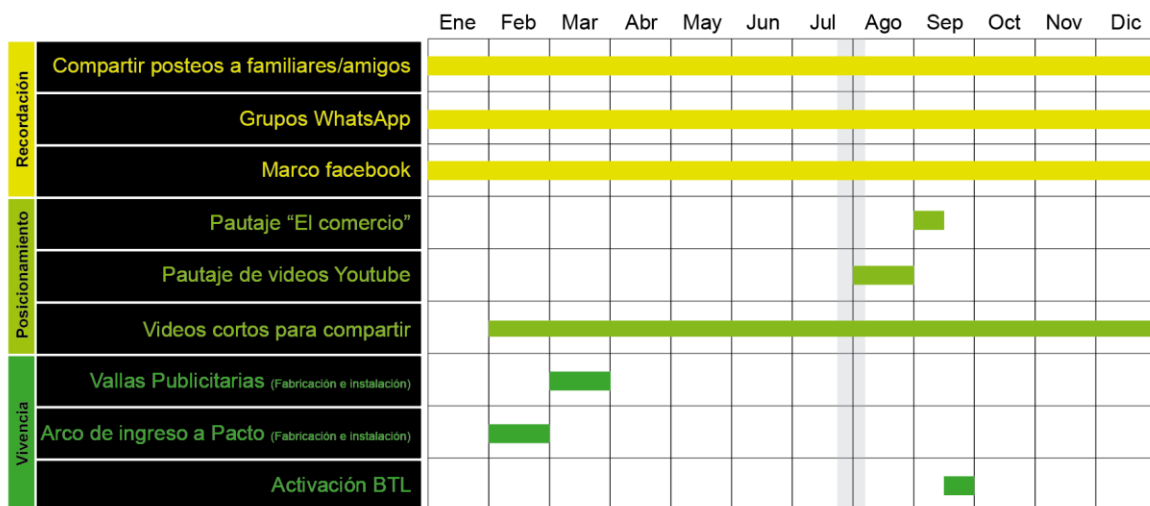 Ene Feb Mar Abr May Jun Jul Ago Sep Oct Nov Dic
Recordación
Compartir posteos a familiares/amigos
Grupos WhatsApp
Marco facebook
Posicionamiento
Pautaje “El comercio”
Pautaje de videos Youtube
Videos cortos para compartir
Vivencia
Vallas Publicitarias (Fabricación e instalación)
Arco de ingreso a Pacto (Fabricación e instalación)
Activación BTL